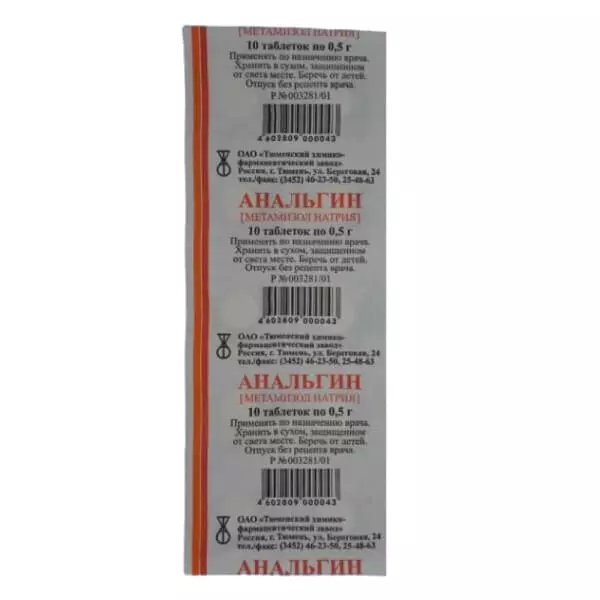 [МЕТАМИЗОЛ НАТРИЯ]
10 таблеток по 0,5 г
Применять по назначению врача.
Хранить в сухом, защищенном
от света месте. Беречь от детей.
Отпуск без рецепта врача.
Р №003281/01
4 602809 000043
ОАО «Тюменский химико-
фармацевтический завод»
Россия, г. Тюмень, ул. Береговая, 24
тел./факс: (3452) 46-23-50, 25-48-63
АНАЛЬГИН
[МЕТАМИЗОЛ НАТРИЯ]
10 таблеток по 0,5 г
Применять по назначению врача.
Хранить в сухом, защищенном
от света месте. Беречь от детей.
Отпуск без рецепта врача.
Р №003281/01
4 602809 000043
ОАО «Тюменский химико-
фармацевтический завод»
Россия, г. Тюмень, ул. Береговая, 24
тел./факс: (3452) 46-23-50, 25-48-63
АНАЛЬГИН
[МЕТАМИЗОЛ НАТРИЯ]
10 таблеток по 0,5 г
Применять по назначению врача.
Хранить в сухом, защищенном
от света месте. Беречь от детей.
Отпуск без рецепта врача.
Р №003281/01
4 602809 000043
ОАО «Тюменский химико-
фармацевтический завод»
Россия, г. Тюмень, ул. Береговая, 24
тел./факс: (3452) 46-23-50, 25-48-63
АНАЛЬГИН